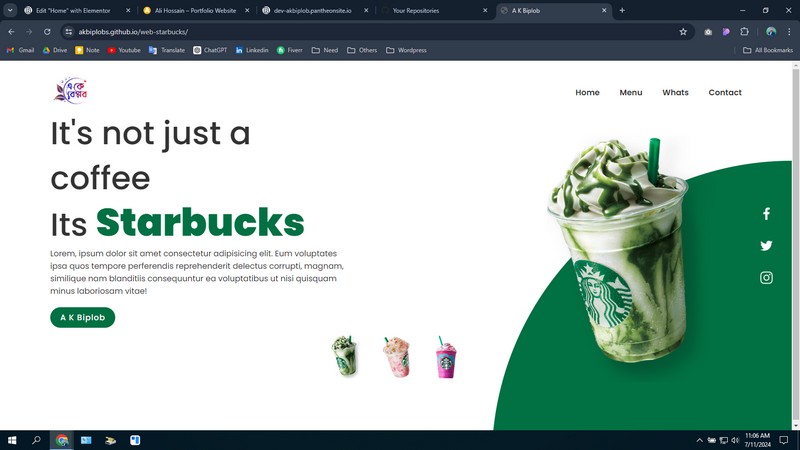 Edit "Home" with Elementor
Ali Hossain – Portfolio Website
dev-akbiplob.pantheonsite.io
Your Repositories
A K Biplob
akbiplobs.github.io/web-starbucks/
Gmail
Drive
Note
Youtube
Translate
ChatGPT
Linkedin
Fiverr
Need
Others
Wordpress
All Bookmarks
একে
বিপ্লব
Home
Menu
Whats
Contact
It's not just a
coffee
Its Starbucks
Lorem, ipsum dolor sit amet consectetur adipisicing elit. Eum voluptates
ipsa quos tempore perferendis reprehenderit delectus corrupti, magnam,
similique nam blanditiis consequuntur ea voluptatibus ut nisi quisquam
minus laboriosam vitae!
A K Biplob
11:06 AM
7/11/2024